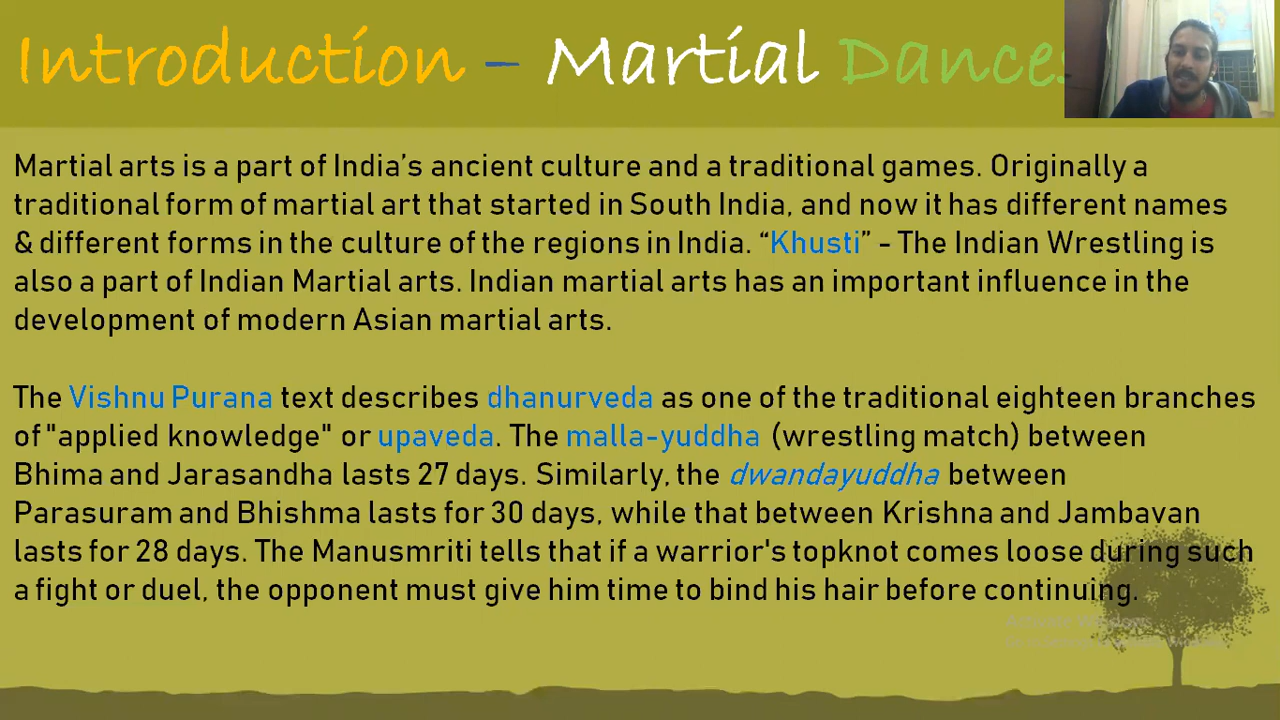 Introduction – Martial Dances
Martial arts is a part of India’s ancient culture and a traditional games. Originally a
traditional form of martial art that started in South India, and now it has different names
& different forms in the culture of the regions in India. “Khusti” - The Indian Wrestling is
also a part of Indian Martial arts. Indian martial arts has an important influence in the
development of modern Asian martial arts.
The Vishnu Purana text describes dhanurveda as one of the traditional eighteen branches
of "applied knowledge" or upaveda. The malla-yuddha (wrestling match) between
Bhima and Jarasandha lasts 27 days. Similarly, the dwandayuddha between
Parasuram and Bhishma lasts for 30 days, while that between Krishna and Jambavan
lasts for 28 days. The Manusmriti tells that if a warrior's topknot comes loose during such
a fight or duel, the opponent must give him time to bind his hair before continuing.
Activate Windows